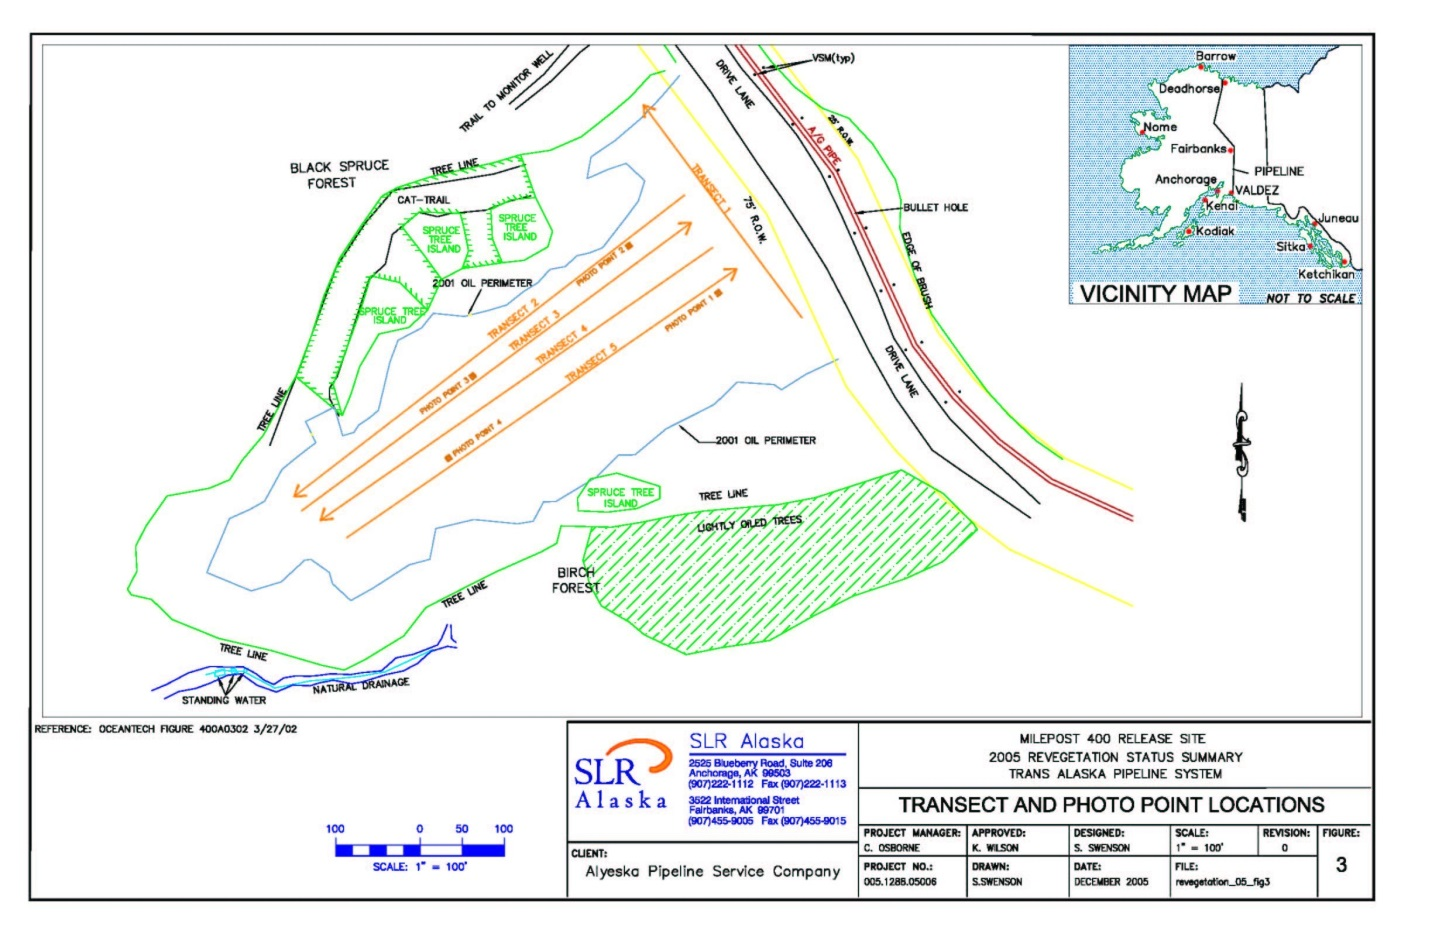 TRAIL TO MONITOR WELL
DRIVE LANE
VSM(typ)
A/G PIPE
25' R.O.W.
BLACK SPRUCE
FOREST
TREE LINE
CAT-TRAIL
SPRUCE
TREE
ISLAND
SPRUCE
TREE
ISLAND
SPRUCE TREE
ISLAND
2001 OIL PERIMETER
TRANSECT 1
75' R.O.W.
BULLET HOLE
EDGE OF BRUSH
PHOTO POINT 2
TRANSECT 2
TRANSECT 3
TRANSECT 4
TRANSECT 5
PHOTO POINT 1
PHOTO POINT 3
PHOTO POINT 4
DRIVE LANE
TREE LINE
2001 OIL PERIMETER
SPRUCE TREE
ISLAND
TREE LINE
LIGHTLY OILED TREES
BIRCH
FOREST
TREE LINE
TREE LINE
STANDING WATER
NATURAL DRAINAGE
Barrow
Deadhorse
Nome
Fairbanks
PIPELINE
Anchorage
VALDEZ
Kenai
Kodiak
Juneau
Sitka
Ketchikan
VICINITY MAP
NOT TO SCALE
REFERENCE: OCEANTECH FIGURE 400A0302 3/27/02
100 0 50 100
SCALE: 1" = 100'
SLR
Alaska
SLR Alaska
2525 Blueberry Road, Suite 206
Anchorage, AK 99503
(907)222-1112 Fax (907)222-1113
3522 International Street
Fairbanks, AK 99701
(907)455-9005 Fax (907)455-9015
CLIENT:
Alyeska Pipeline Service Company
MILEPOST 400 RELEASE SITE
2005 REVEGETATION STATUS SUMMARY
TRANS ALASKA PIPELINE SYSTEM
TRANSECT AND PHOTO POINT LOCATIONS
PROJECT MANAGER: APPROVED: DESIGNED: SCALE: REVISION: FIGURE:
C. OSBORNE K. WILSON S. SWENSON 1" = 100' 0
3
PROJECT NO.: DRAWN: DATE: FILE:
005.1288.05006 S.SWENSON DECEMBER 2005 revegetation_05_fig3